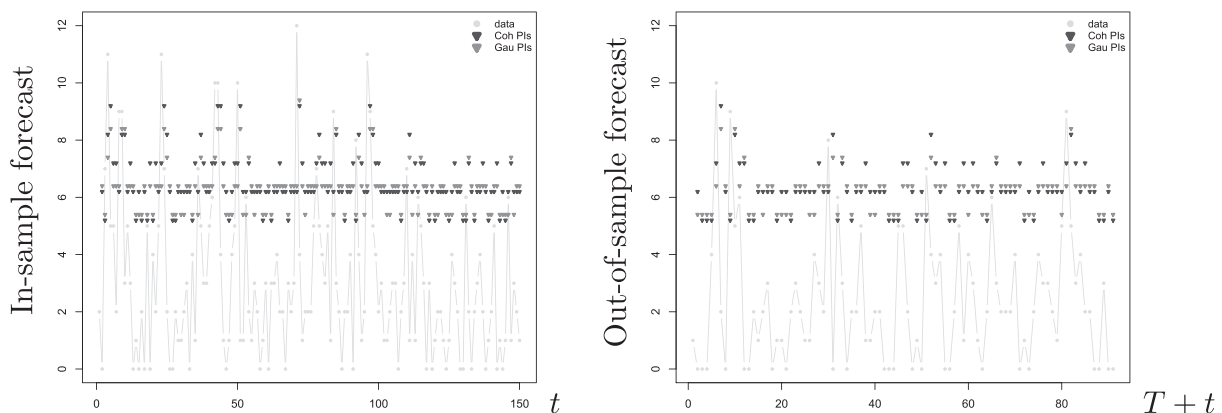 In-sample forecast
12
10
8
6
4
2
0
data
Coh PIs
Gau PIs
0 50 100 150
t
Out-of-sample forecast
12
10
8
6
4
2
0
data
Coh PIs
Gau PIs
0 20 40 60 80
T + t